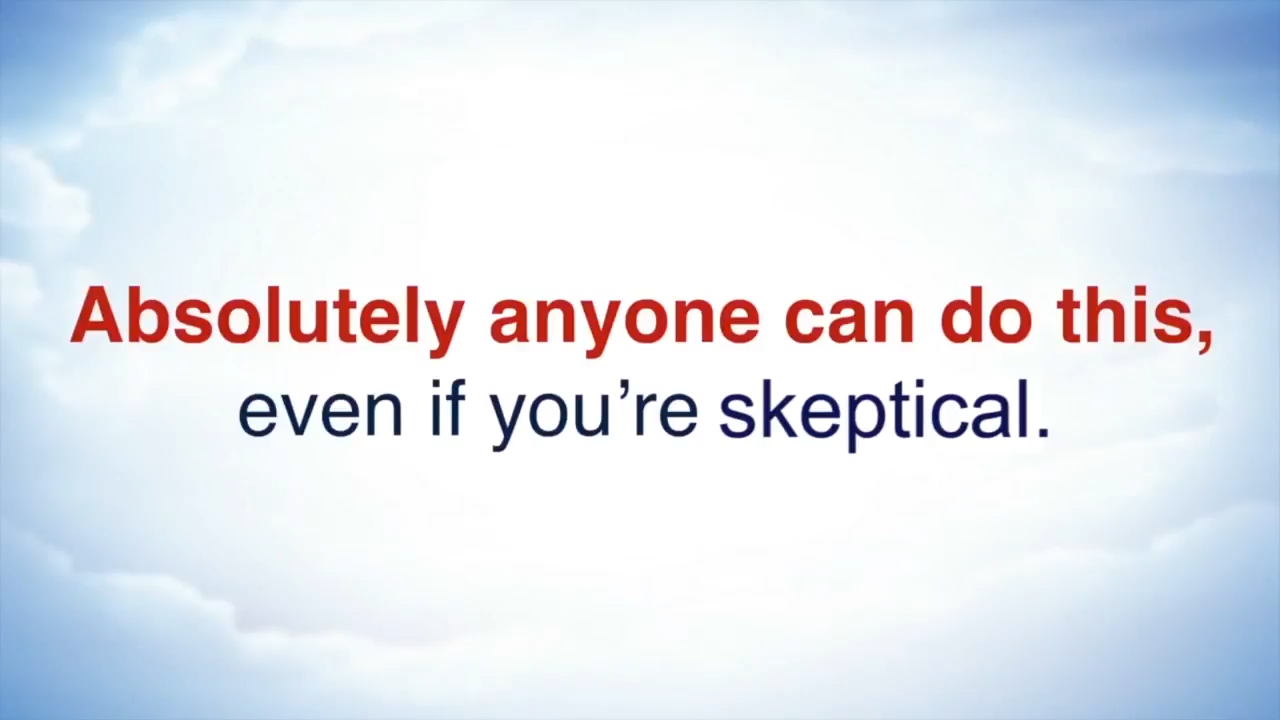 Absolutely anyone can do this,
even if you’re skeptical.